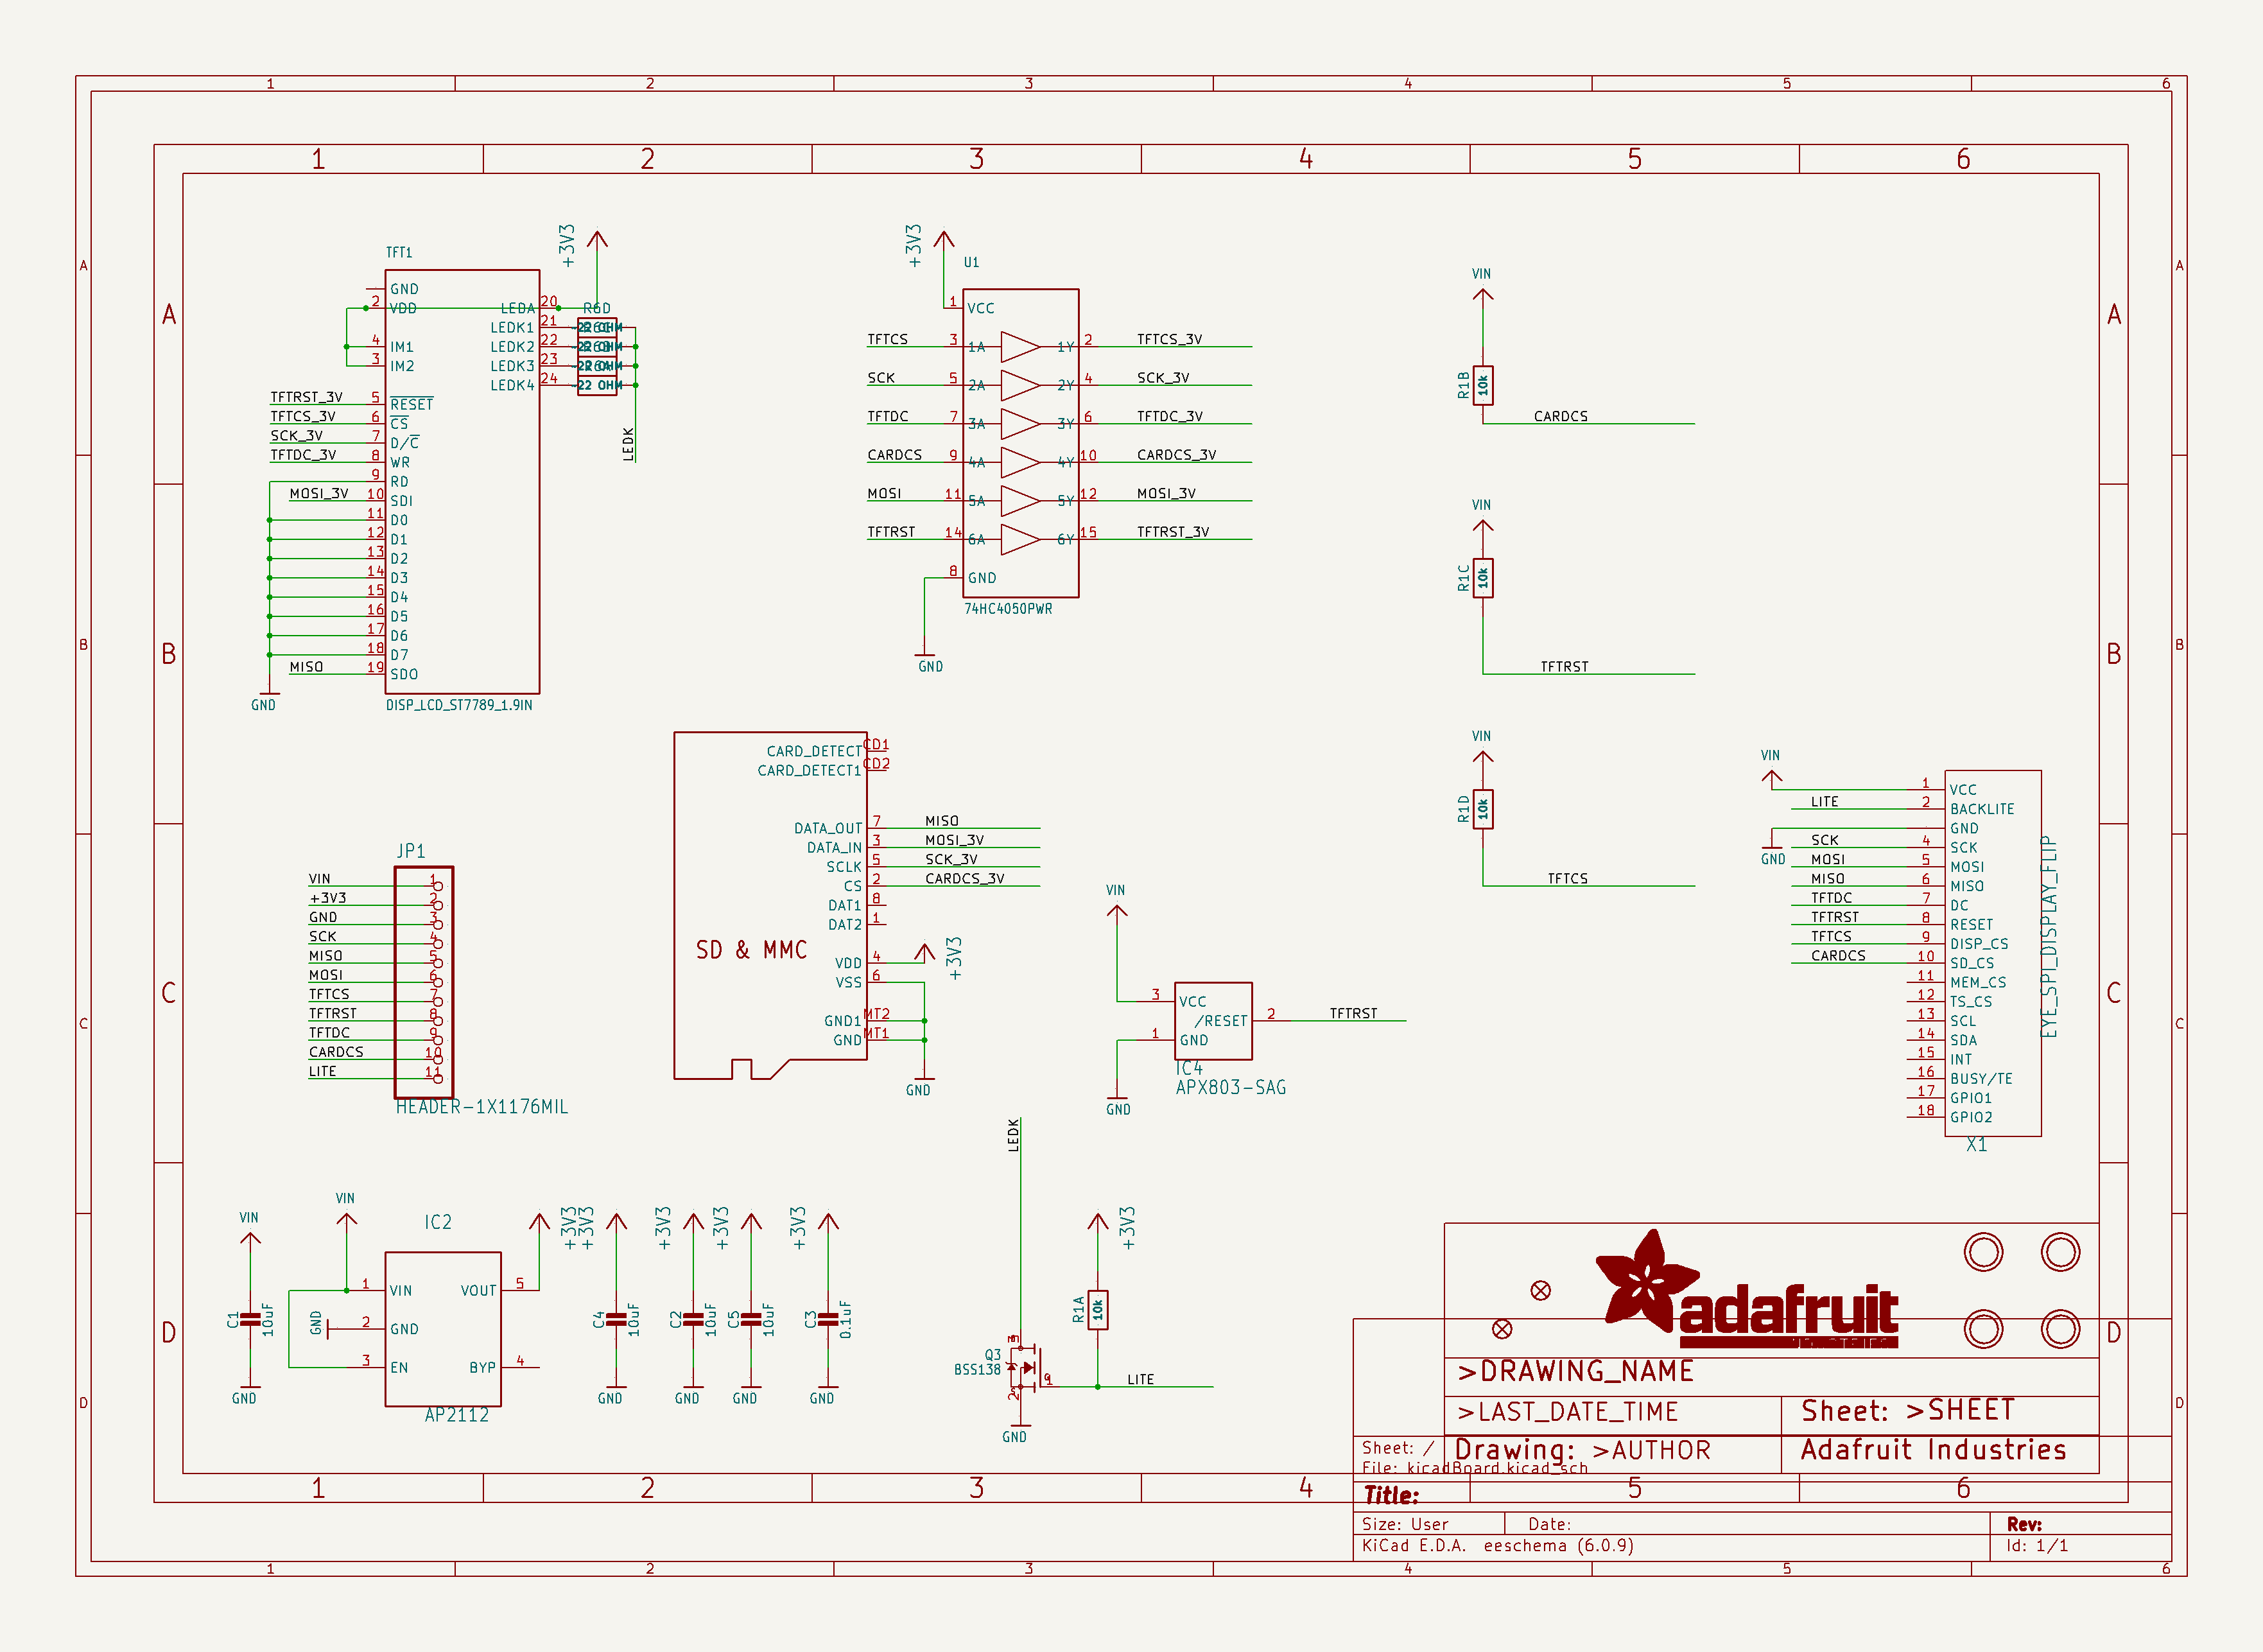 1 2 3 4 5 6
1 2 3 4 5 6
A A
A A
B B
B B
C C
C C
D D
D D
TFT1
+3V3
GND
2 VDD
LEDA 20
R6D
LEDK1 21
22 OHM
4 IM1
LEDK2 22
22 OHM
3 IM2
LEDK3 23
22 OHM
LEDK4 24
22 OHM
LEDK
TFTRST_3V 5 RESET
TFTCS_3V 6 CS
SCK_3V 7 D/C
TFTDC_3V 8 WR
9 RD
MOSI_3V 10 SDI
11 D0
12 D1
13 D2
14 D3
15 D4
16 D5
17 D6
18 D7
MISO 19 SDO
GND
DISP_LCD_ST7789_1.9IN
+3V3
U1
1 VCC
TFTCS 3 1A 1Y 2 TFTCS_3V
SCK 5 2A 2Y 4 SCK_3V
TFTDC 7 3A 3Y 6 TFTDC_3V
CARDCS 9 4A 4Y 10 CARDCS_3V
MOSI 11 5A 5Y 12 MOSI_3V
TFTRST 14 6A 6Y 15 TFTRST_3V
8 GND
74HC4050PWR
GND
VIN
R1B
10k
CARDCS
VIN
R1C
10k
TFTRST
VIN
R1D
10k
TFTCS
VIN
1 VCC
LITE 2 BACKLITE
GND
GND
SCK 4 SCK
MOSI 5 MOSI
MISO 6 MISO
TFTDC 7 DC
TFTRST 8 RESET
TFTCS 9 DISP_CS
CARDCS 10 SD_CS
11 MEM_CS
12 TS_CS
13 SCL
14 SDA
15 INT
16 BUSY/TE
17 GPIO1
18 GPIO2
EYE_SPI_DISPLAY_FLIP
X1
CARD_DETECT CD1
CARD_DETECT1 CD2
DATA_OUT 7 MISO
DATA_IN 3 MOSI_3V
SCLK 5 SCK_3V
CS 2 CARDCS_3V
DAT1 8
DAT2 1
SD & MMC
VDD 4
+3V3
VSS 6
GND1 MT2
GND MT1
GND
JP1
VIN 1
+3V3 2
GND 3
SCK 4
MISO 5
MOSI 6
TFTCS 7
TFTRST 8
TFTDC 9
CARDCS 10
LITE 11
HEADER-1X1176MIL
VIN
3 VCC
/RESET 2 TFTRST
1 GND
IC4
APX803-SAG
GND
VIN
C1
10uF
GND
VIN
IC2
1 VIN
VOUT 5
+3V3
GND 2 GND
3 EN
BYP 4
AP2112
+3V3
C4
10uF
GND
+3V3
C2
10uF
GND
+3V3
C5
10uF
GND
+3V3
C3
0.1uF
GND
LEDK
3
Q3
BSS138
1
2
GND
+3V3
R1A
10k
LITE
adafruit
>DRAWING_NAME
>LAST_DATE_TIME
Sheet: >SHEET
Drawing: >AUTHOR
Adafruit Industries
Sheet: /
File: kicadBoard.kicad_sch
Title:
Size: User
Date:
Rev:
KiCad E.D.A. eeschema (6.0.9)
Id: 1/1
1 2 3 4 5 6
1 2 3 4 5 6